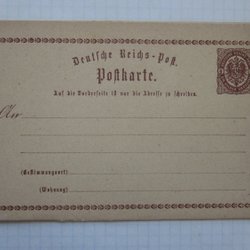 Deutsche Reichs-Post.
Postkarte.
Auf die Vorderseite ist nur die Adresse zu schreiben.
An
(Bestimmungsort)
(Wohnung)